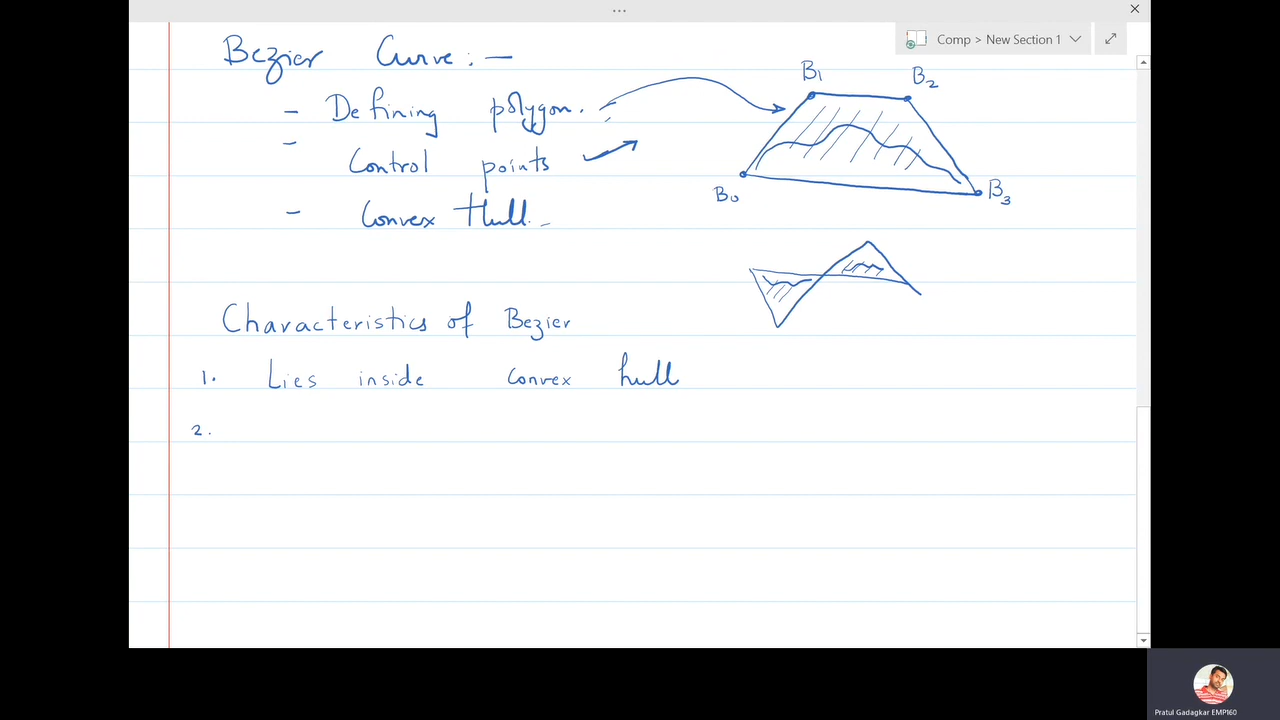 Comp > New Section 1
Bezier Curve : —
- Defining polygon.
- Control points
- Convex Hull.
B1
B2
B0
B3
Characteristics of Bezier
1. Lies inside convex hull
2.
Pratul Gadagkar EMP160